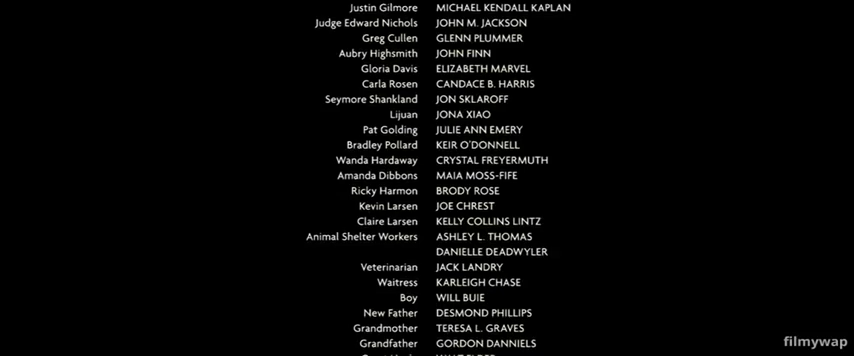 Justin Gilmore MICHAEL KENDALL KAPLAN
Judge Edward Nichols JOHN M. JACKSON
Greg Cullen GLENN PLUMMER
Aubry Highsmith JOHN FINN
Gloria Davis ELIZABETH MARVEL
Carla Rosen CANDACE B. HARRIS
Seymore Shankland JON SKLAROFF
Lijuan JONA XIAO
Pat Golding JULIE ANN EMERY
Bradley Pollard KEIR O'DONNELL
Wanda Hardaway CRYSTAL FREYERMUTH
Amanda Dibbons MAIA MOSS-FIFE
Ricky Harmon BRODY ROSE
Kevin Larsen JOE CHREST
Claire Larsen KELLY COLLINS LINTZ
Animal Shelter Workers ASHLEY L. THOMAS
DANIELLE DEADWYLER
Veterinarian JACK LANDRY
Waitress KARLEIGH CHASE
Boy WILL BUIE
New Father DESMOND PHILLIPS
Grandmother TERESA L. GRAVES
Grandfather GORDON DANNIELS
filmywap